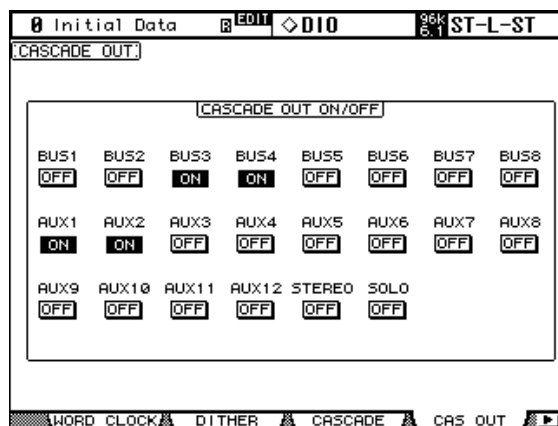 0 Initial Data R EDIT ◇DIO 96k 6.1 ST-L-ST
CASCADE OUT
CASCADE OUT ON/OFF
BUS1 BUS2 BUS3 BUS4 BUS5 BUS6 BUS7 BUS8
OFF OFF ON ON OFF OFF OFF OFF
AUX1 AUX2 AUX3 AUX4 AUX5 AUX6 AUX7 AUX8
ON ON OFF OFF OFF OFF OFF OFF
AUX9 AUX10 AUX11 AUX12 STEREO SOLO
OFF OFF OFF OFF OFF OFF
WORD CLOCK DITHER CASCADE CAS OUT